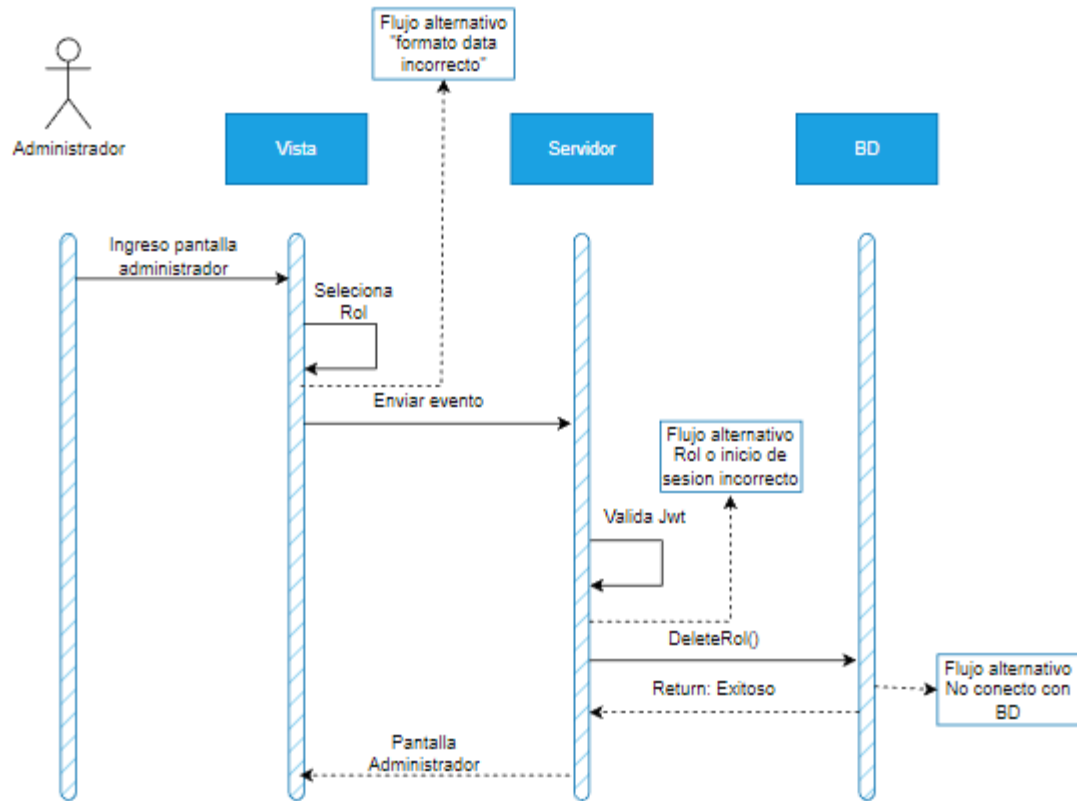 Flujo alternativo
"formato data
incorrecto"
Administrador
Vista
Servidor
BD
Ingreso pantalla
administrador
Seleciona
Rol
Enviar evento
Flujo alternativo
Rol o inicio de
sesion incorrecto
Valida Jwt
DeleteRol()
Flujo alternativo
No conecto con
BD
Return: Exitoso
Pantalla
Administrador